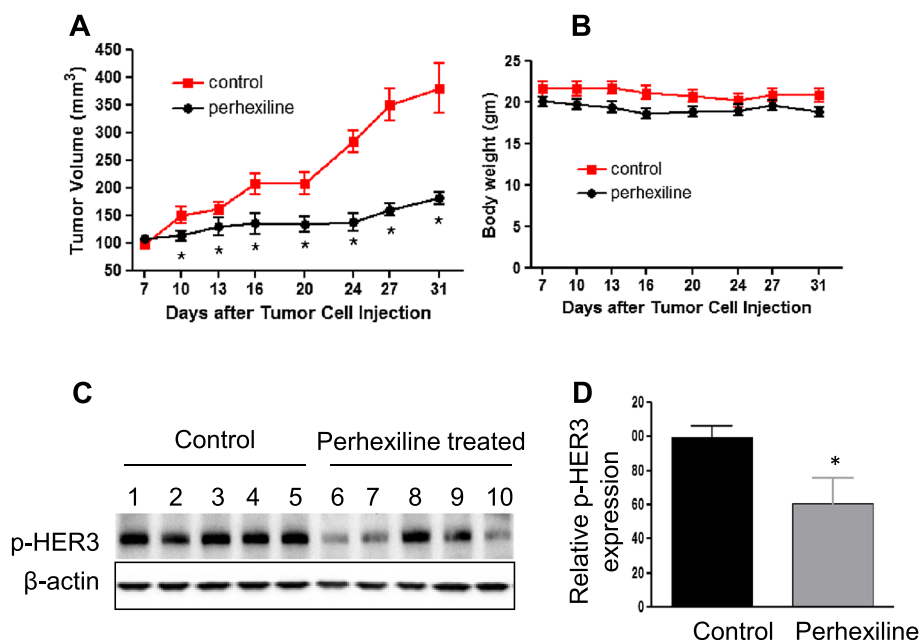 A
Tumor Volume (mm3)
450
400
350
300
250
200
150
100
50
control
perhexiline
* * * * * * *
7 10 13 16 20 24 27 31
Days after Tumor Cell Injection
B
Body weight (gm)
25
20
15
10
5
0
control
perhexiline
7 10 13 16 20 24 27 31
Days after Tumor Cell Injection
C
Control Perhexiline treated
1 2 3 4 5 6 7 8 9 10
p-HER3
β-actin
D
Relative p-HER3
expression
20
00
00
60
20
00
*
Control Perhexiline